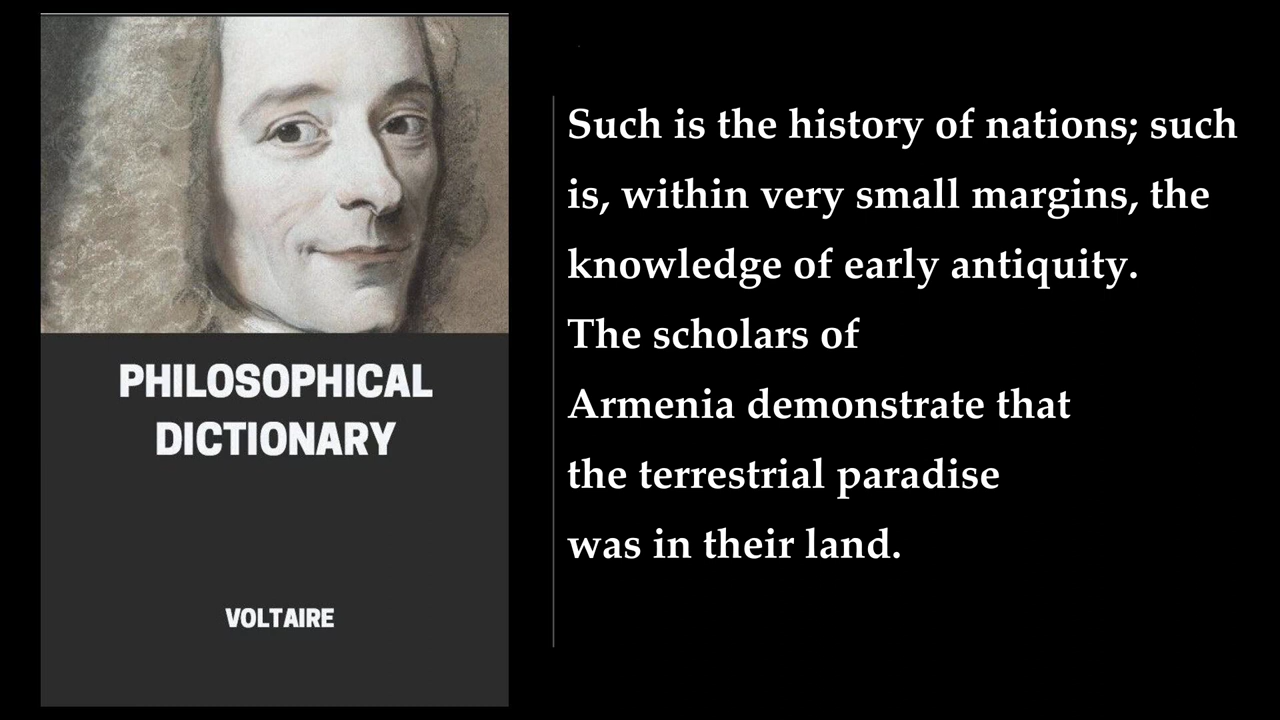 PHILOSOPHICAL
DICTIONARY
VOLTAIRE
Such is the history of nations; such
is, within very small margins, the
knowledge of early antiquity.
The scholars of
Armenia demonstrate that
the terrestrial paradise
was in their land.